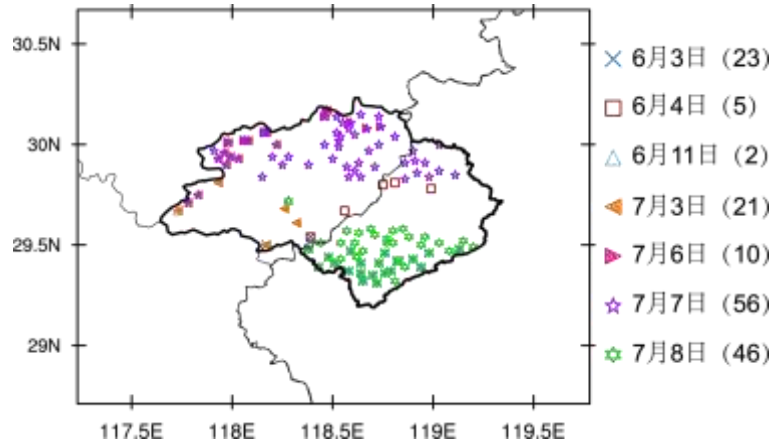 30.5N
30N
29.5N
29N
117.5E 118E 118.5E 119E 119.5E
6月3日（23）
6月4日（5）
6月11日（2）
7月3日（21）
7月6日（10）
7月7日（56）
7月8日（46）